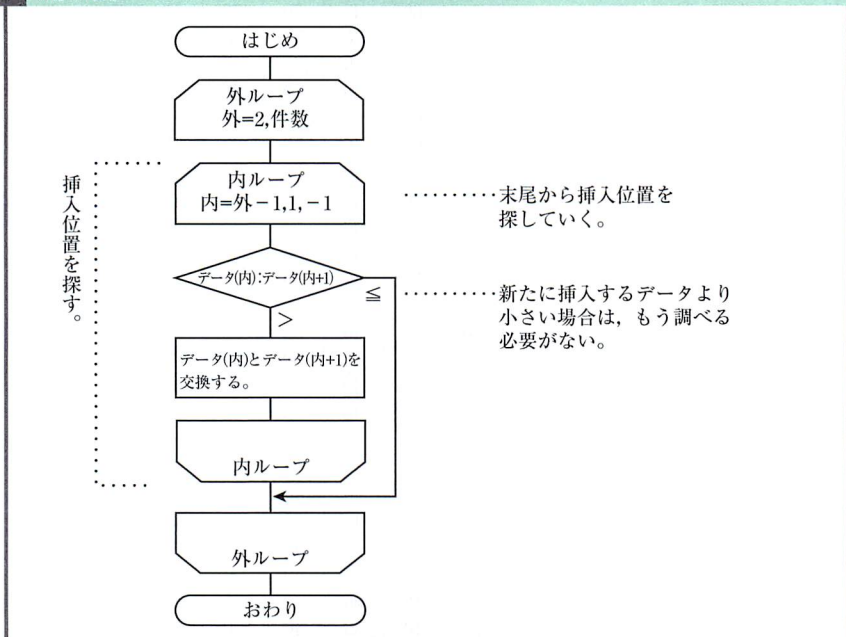 はじめ
外ループ
外=2,件数
挿入位置を探す。
内ループ
内=外－1,1,－1
末尾から挿入位置を
探していく。
データ(内):データ(内+1)
≦
＞
新たに挿入するデータより
小さい場合は，もう調べる
必要がない。
データ(内)とデータ(内+1)を
交換する。
内ループ
外ループ
おわり